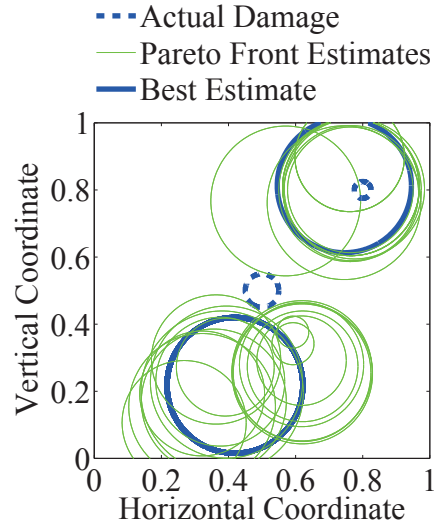 Actual Damage
Pareto Front Estimates
Best Estimate
1
0.8
0.6
0.4
0.2
0
0 0.2 0.4 0.6 0.8 1
Vertical Coordinate
Horizontal Coordinate